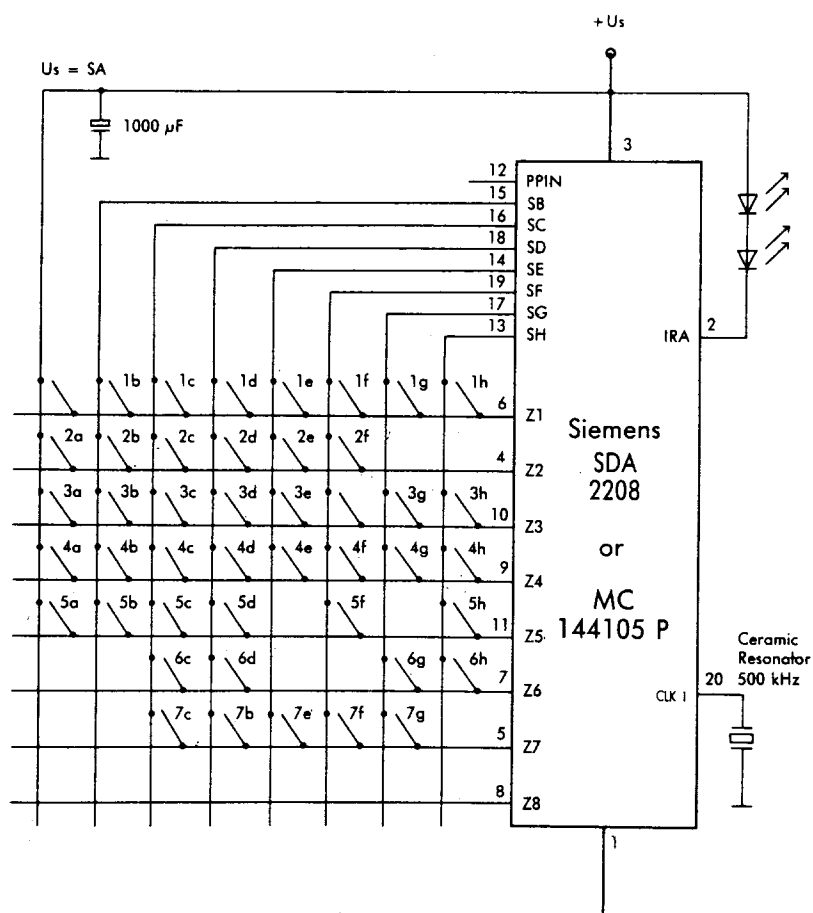 + Us
Us = SA
1000 µF
3
12
PPIN
15
SB
16
SC
18
SD
14
SE
19
SF
17
SG
13
SH
2
IRA
1b 1c 1d 1e 1f 1g 1h
6
Z1
2a 2b 2c 2d 2e 2f
4
Z2
3a 3b 3c 3d 3e 3g 3h
10
Z3
4a 4b 4c 4d 4e 4f 4g 4h
9
Z4
5a 5b 5c 5d 5f 5h
11
Z5
6c 6d 6g 6h
7
Z6
7c 7b 7e 7f 7g
5
Z7
8
Z8
Siemens
SDA
2208
or
MC
144105 P
Ceramic
Resonator
500 kHz
20
CLK I
1